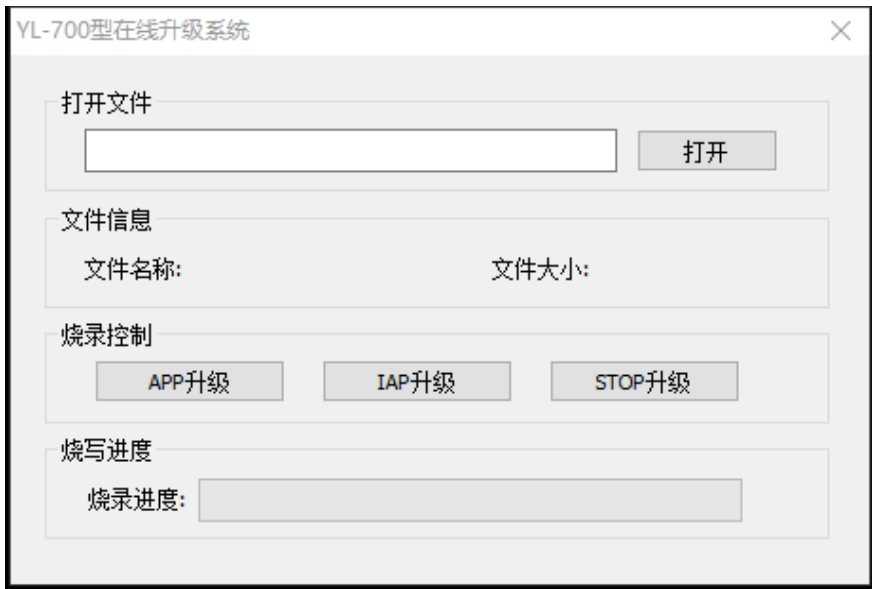 YL-700型在线升级系统
打开文件
打开
文件信息
文件名称: 文件大小:
烧录控制
APP升级 IAP升级 STOP升级
烧写进度
烧录进度: